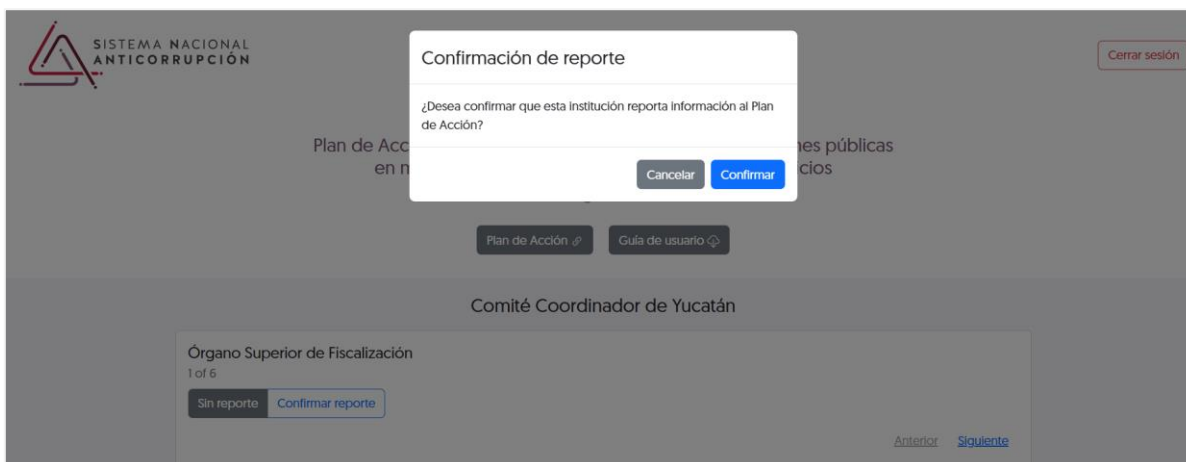 SISTEMA NACIONAL
ANTICORRUPCIÓN
Confirmación de reporte
Cerrar sesión
¿Desea confirmar que esta institución reporta información al Plan
de Acción?
Plan de Acc
nes públicas
en
cios
Cancelar
Confirmar
Plan de Acción
Guía de usuario
Comité Coordinador de Yucatán
Órgano Superior de Fiscalización
1 of 6
Sin reporte
Confirmar reporte
Anterior
Siguiente